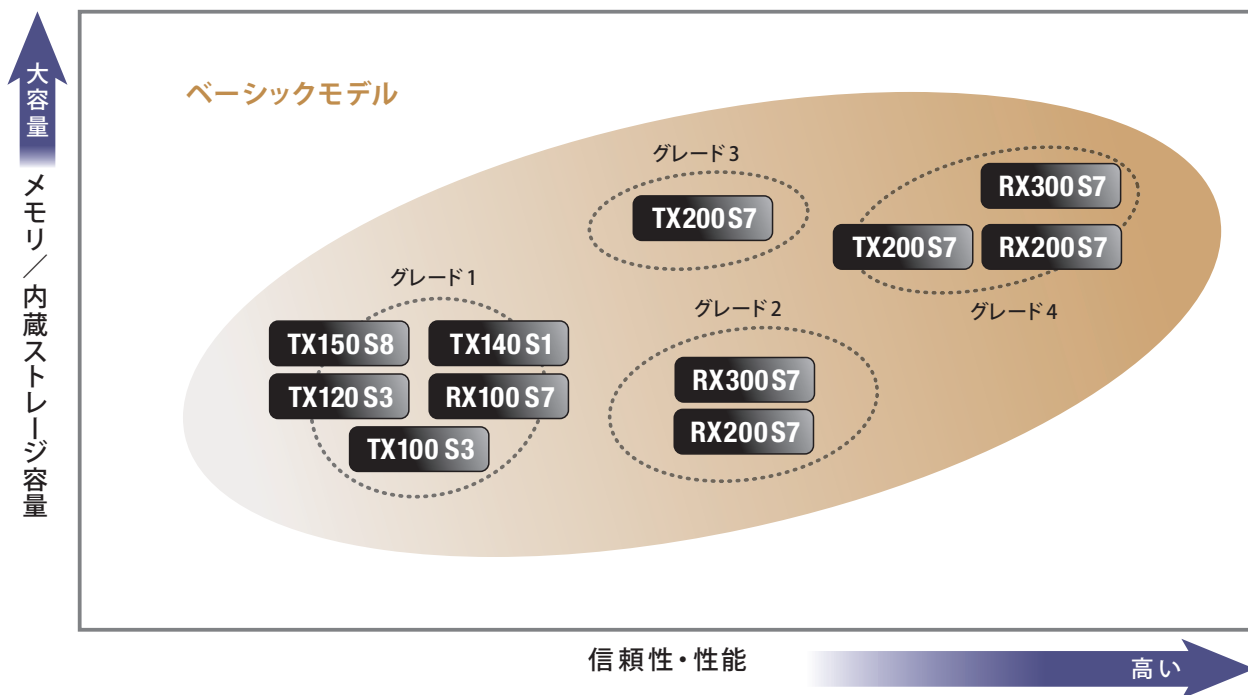 大容量
メモリ/内蔵ストレージ容量
ベーシックモデル
グレード1
TX150 S8
TX140 S1
TX120 S3
RX100 S7
TX100 S3
グレード2
RX300 S7
RX200 S7
グレード3
TX200 S7
RX300 S7
TX200 S7
RX200 S7
グレード4
信頼性・性能
高い